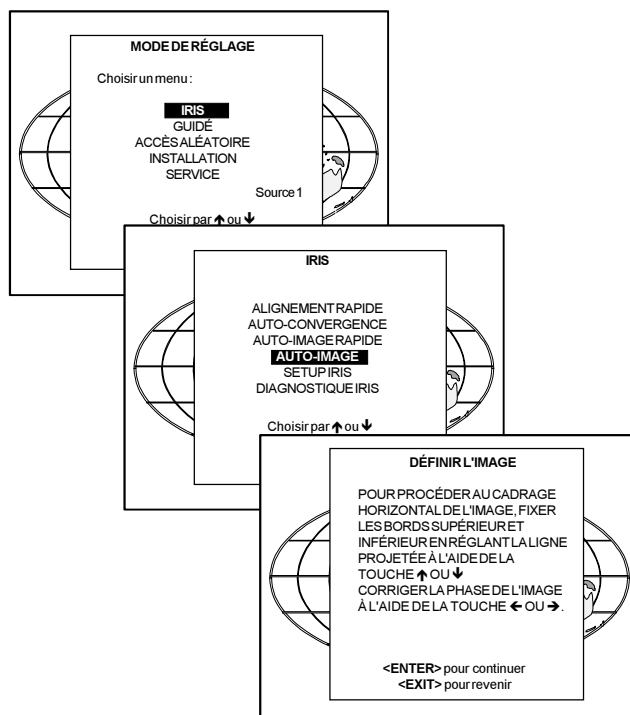 MODE DE RÉGLAGE
Choisir un menu :
IRIS
GUIDÉ
ACCÈS ALÉATOIRE
INSTALLATION
SERVICE
Source 1
Choisir par ↑ ou ↓
IRIS
ALIGNEMENT RAPIDE
AUTO-CONVERGENCE
AUTO-IMAGE RAPIDE
AUTO-IMAGE
SETUP IRIS
DIAGNOSTIQUE IRIS
Choisir par ↑ ou ↓
DÉFINIR L'IMAGE
POUR PROCÉDER AU CADRAGE
HORIZONTAL DE L'IMAGE, FIXER
LES BORDS SUPÉRIEUR ET
INFÉRIEUR EN RÉGLANT LA LIGNE
PROJETÉE À L'AIDE DE LA
TOUCHE ↑ OU ↓
CORRIGER LA PHASE DE L'IMAGE
À L'AIDE DE LA TOUCHE ← OU →.
<ENTER> pour continuer
<EXIT> pour revenir